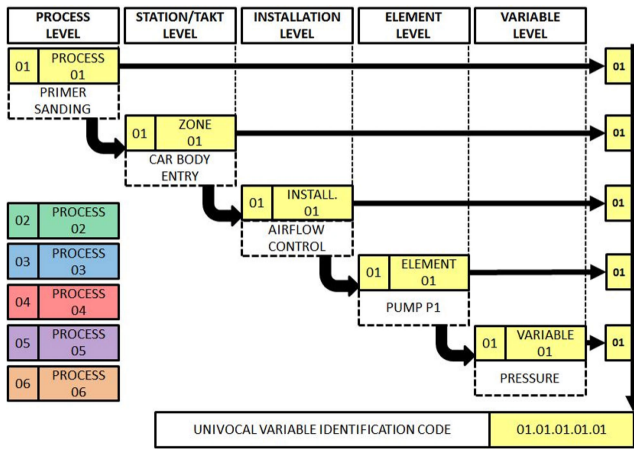 PROCESS LEVEL
STATION/TAKT LEVEL
INSTALLATION LEVEL
ELEMENT LEVEL
VARIABLE LEVEL
01 PROCESS 01
01
PRIMER SANDING
01 ZONE 01
01
CAR BODY ENTRY
01 INSTALL. 01
01
AIRFLOW CONTROL
02 PROCESS 02
03 PROCESS 03
04 PROCESS 04
05 PROCESS 05
06 PROCESS 06
01 ELEMENT 01
01
PUMP P1
01 VARIABLE 01
01
PRESSURE
UNIVOCAL VARIABLE IDENTIFICATION CODE
01.01.01.01.01